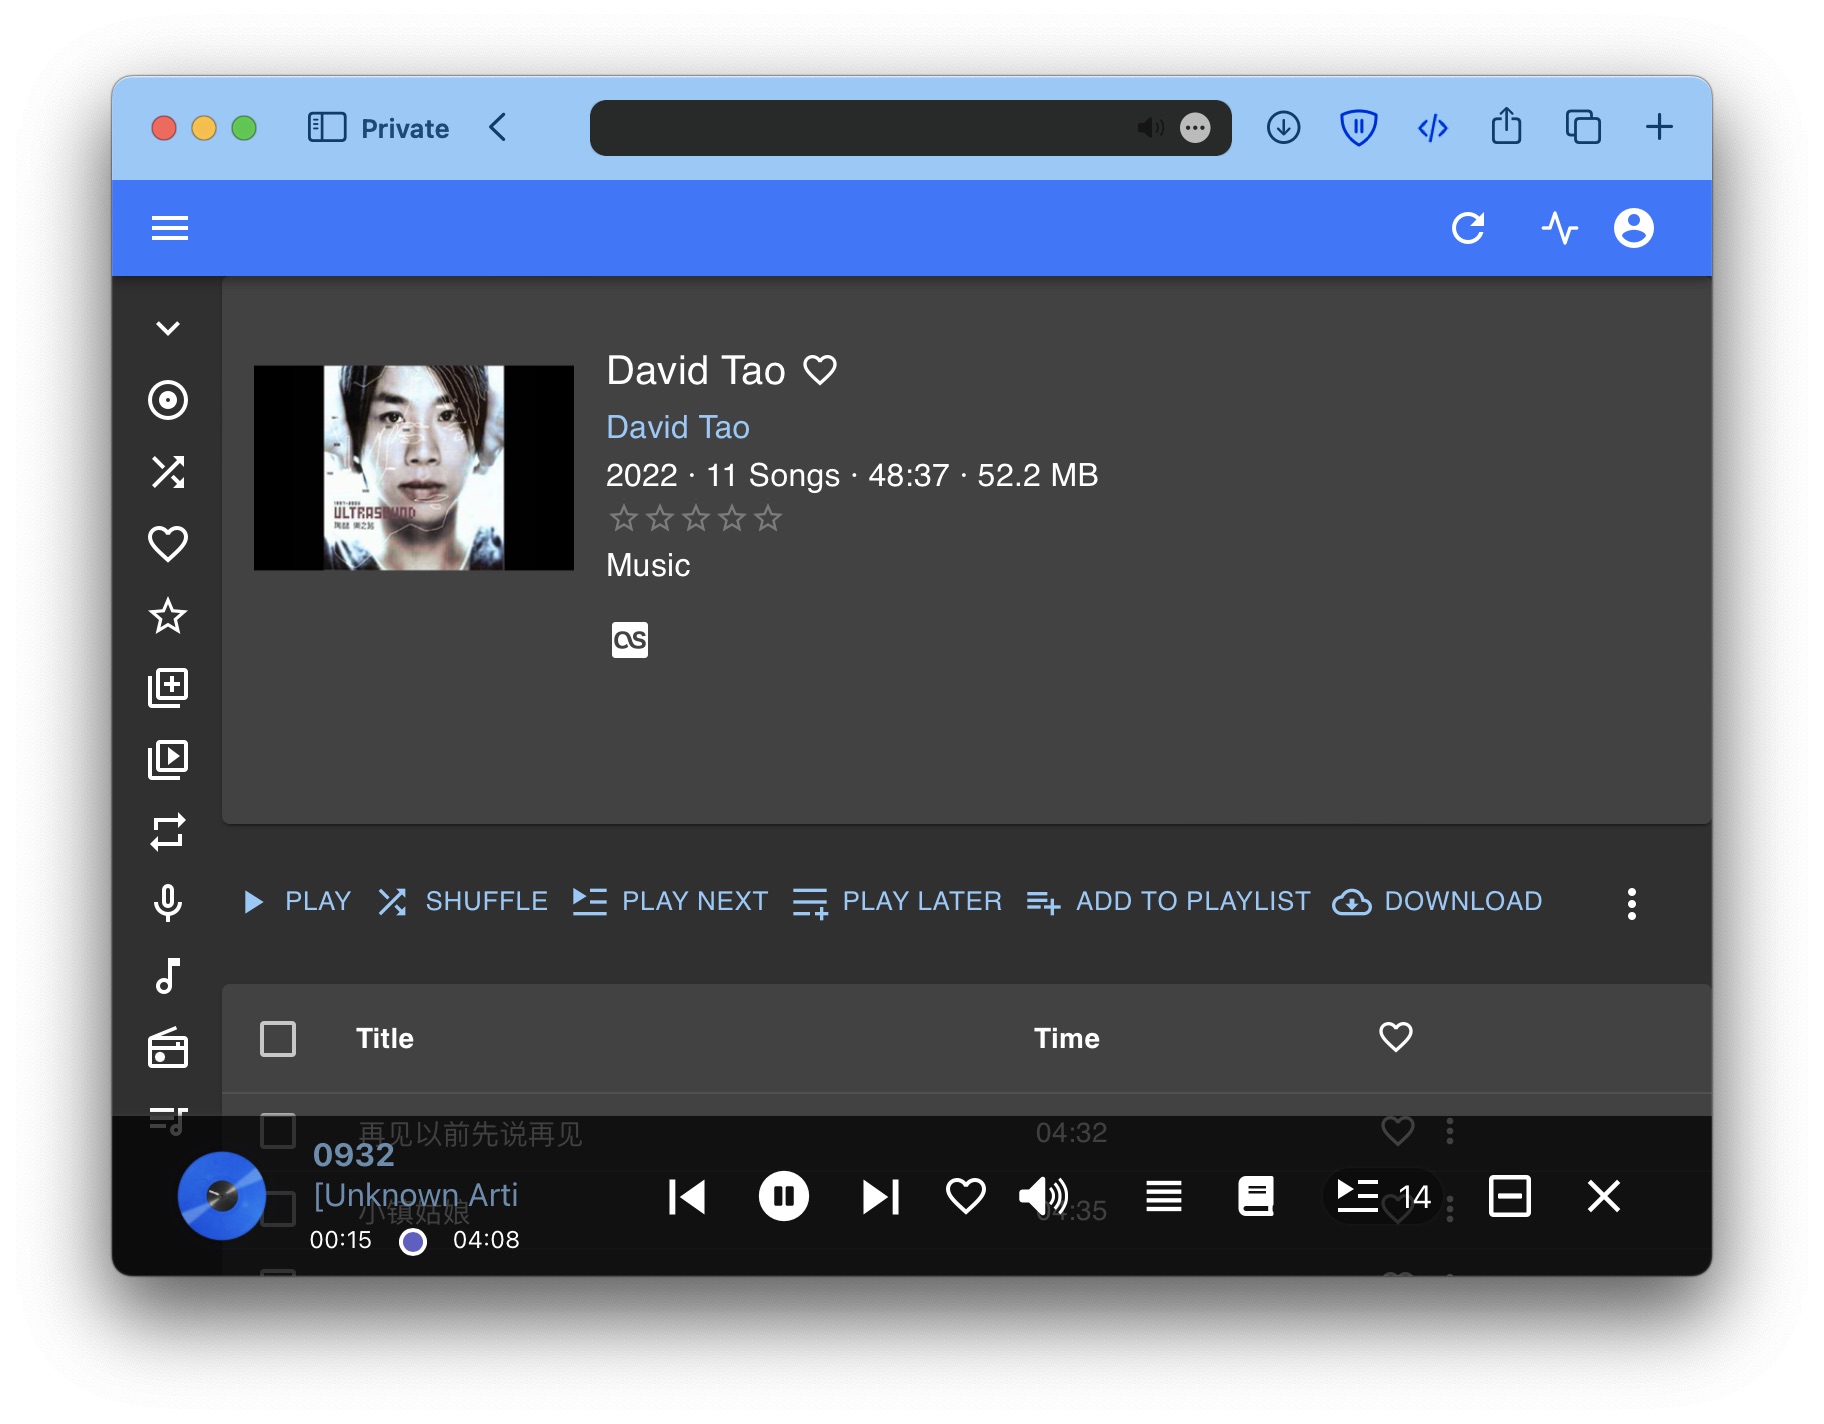 Private
David Tao
David Tao
2022 · 11 Songs · 48:37 · 52.2 MB
Music
PLAY SHUFFLE PLAY NEXT PLAY LATER ADD TO PLAYLIST DOWNLOAD
Title Time
再见以前先说再见 04:32
0932
[Unknown Arti
小镇姑娘 04:35
14
00:15 04:08
1997-2003
ULTRASOUND